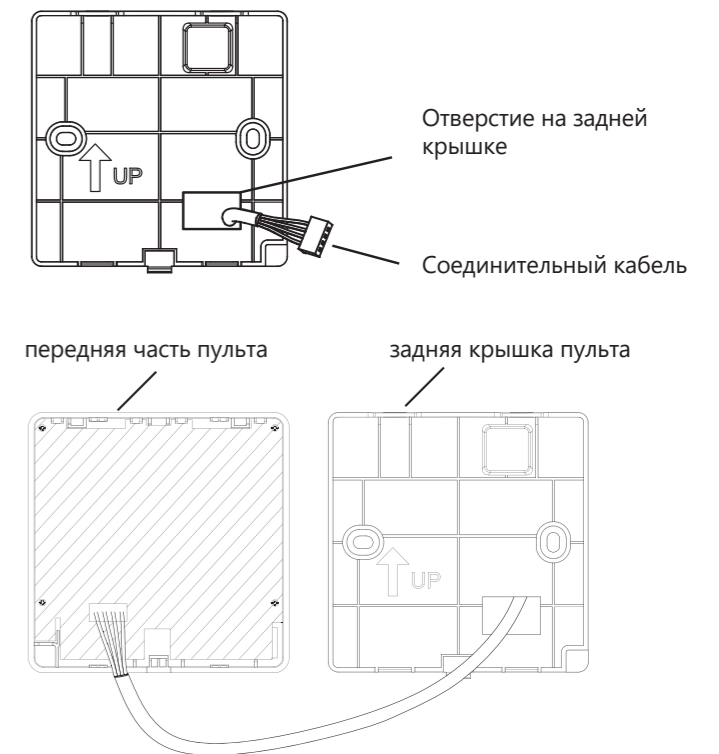 Отверстие на задней
крышке
UP
Соединительный кабель
передняя часть пульта
задняя крышка пульта
UP